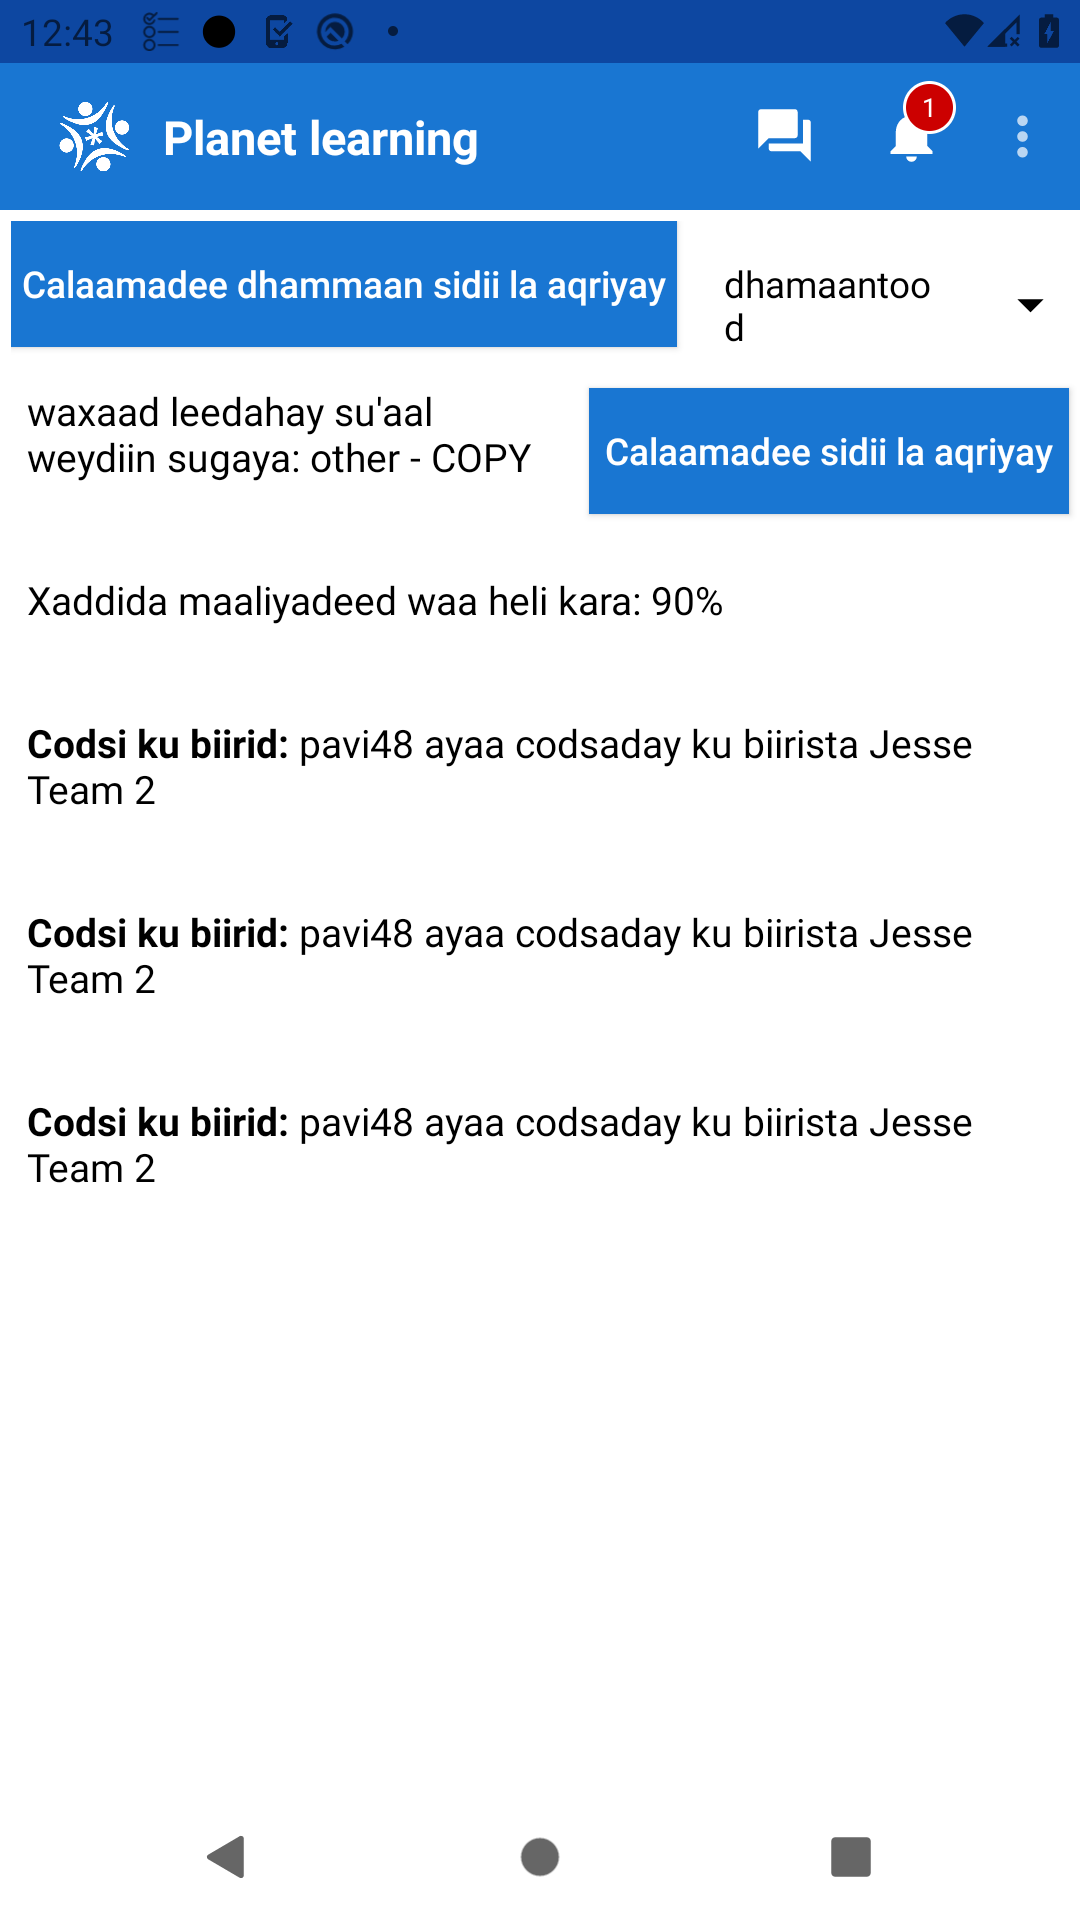 12:43
Planet learning
1
Calaamadee dhammaan sidii la aqriyay
dhamaantoo
d
waxaad leedahay su'aal
weydiin sugaya: other - COPY
Calaamadee sidii la aqriyay
Xaddida maaliyadeed waa heli kara: 90%
Codsi ku biirid: pavi48 ayaa codsaday ku biirista Jesse
Team 2
Codsi ku biirid: pavi48 ayaa codsaday ku biirista Jesse
Team 2
Codsi ku biirid: pavi48 ayaa codsaday ku biirista Jesse
Team 2